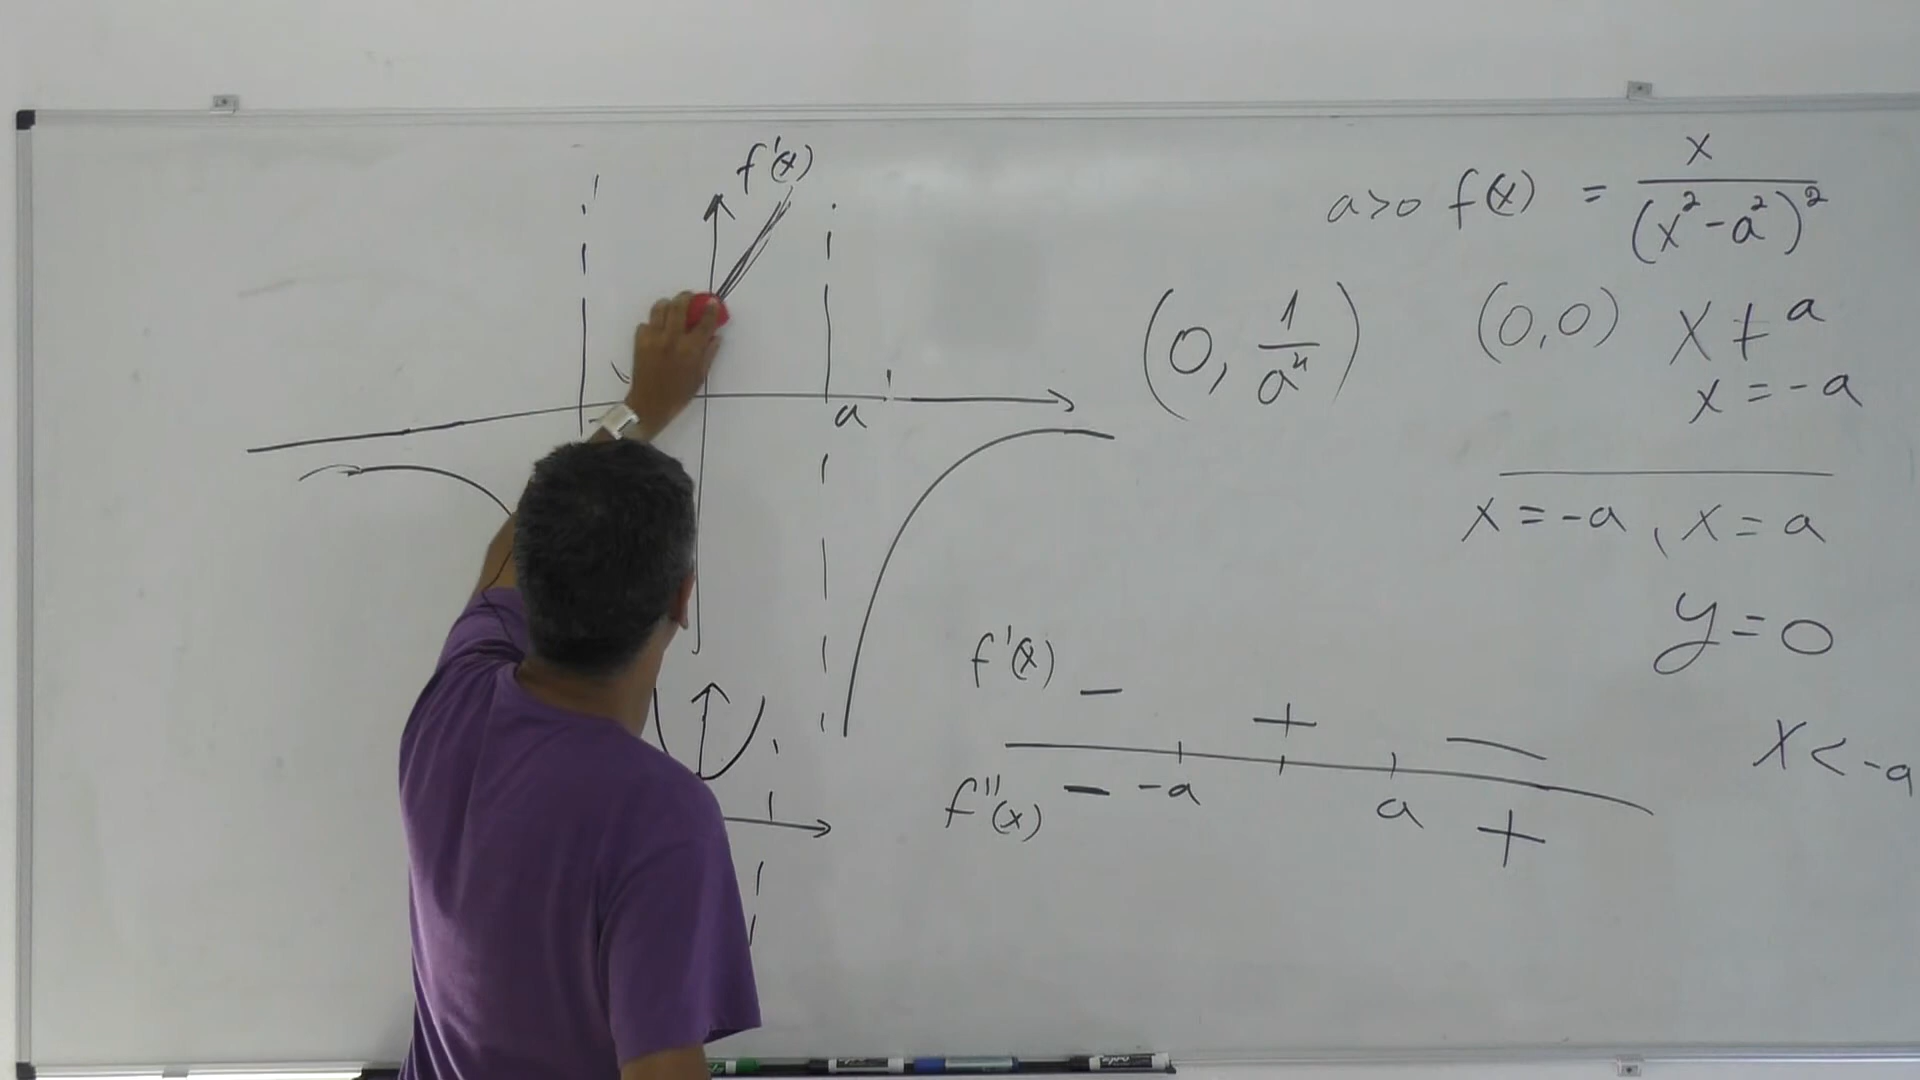 f'(x)
a
a>0 f(x) = x / (x²-a²)²
(0, 1/a⁴) (0,0) x ≠ a
x = -a
x = -a, x = a
y = 0
f'(x) - + -
f''(x) - -a a +
x < -a